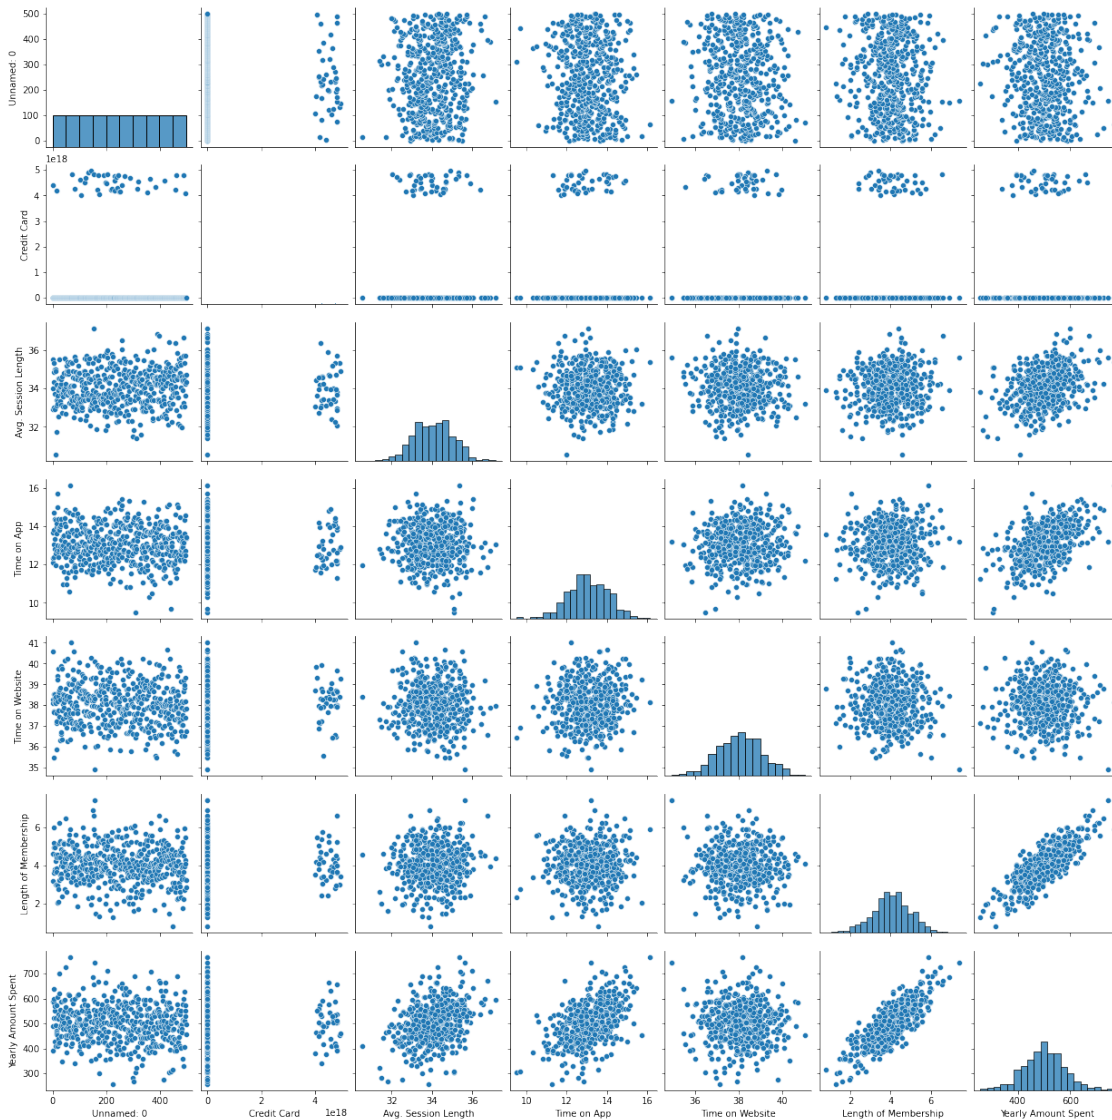 500
400
300
200
100
0
Unnamed: 0
1e18
5
4
3
2
1
0
Credit Card
36
34
32
Avg. Session Length
16
14
12
10
Time on App
41
40
39
38
37
36
35
Time on Website
6
4
2
Length of Membership
700
600
500
400
300
Yearly Amount Spent
0 200 400
0 2 4
1e18
32 34 36
10 12 14 16
36 38 40
2 4 6
400 600
Unnamed: 0 Credit Card Avg. Session Length Time on App Time on Website Length of Membership Yearly Amount Spent